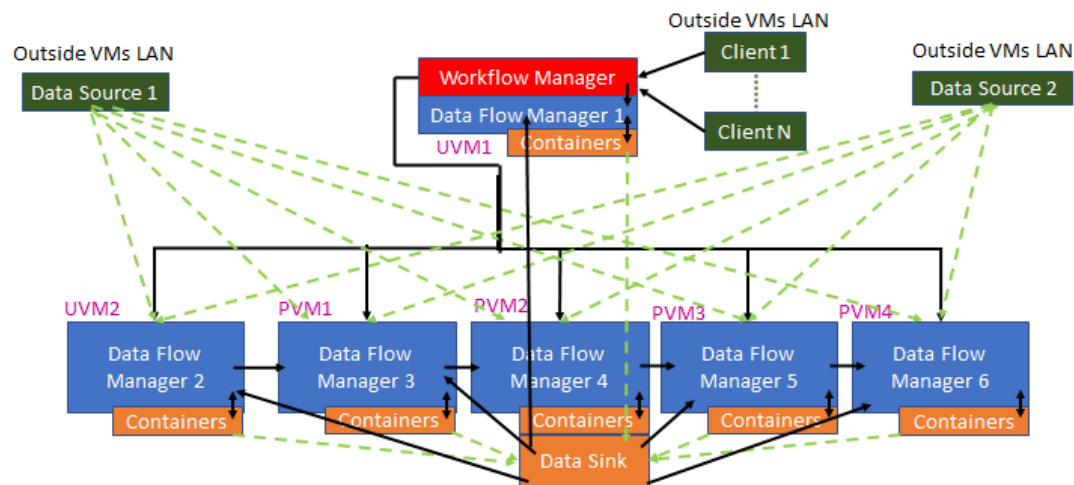 Outside VMs LAN
Outside VMs LAN
Outside VMs LAN
Data Source 1
Workflow Manager
Client 1
Data Source 2
Data Flow Manager 1
Client N
UVM1
Containers
UVM2
PVM1
PVM2
PVM3
PVM4
Data Flow
Manager 2
Data Flow
Manager 3
Data Flow
Manager 4
Data Flow
Manager 5
Data Flow
Manager 6
Containers
Containers
Containers
Containers
Containers
Data Sink